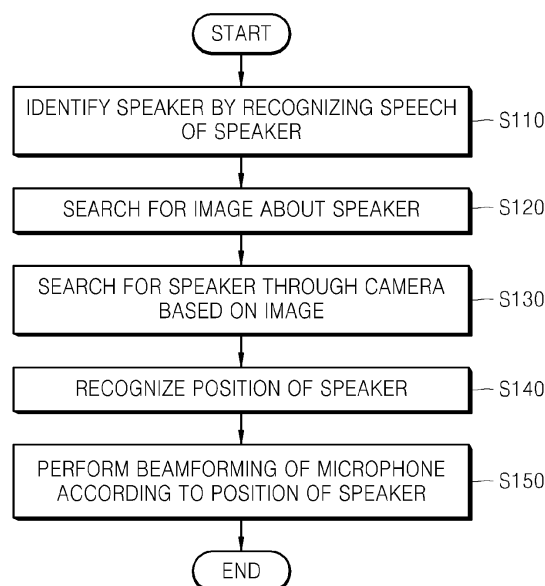 START
IDENTIFY SPEAKER BY RECOGNIZING SPEECH
OF SPEAKER
S110
SEARCH FOR IMAGE ABOUT SPEAKER
S120
SEARCH FOR SPEAKER THROUGH CAMERA
BASED ON IMAGE
S130
RECOGNIZE POSITION OF SPEAKER
S140
PERFORM BEAMFORMING OF MICROPHONE
ACCORDING TO POSITION OF SPEAKER
S150
END